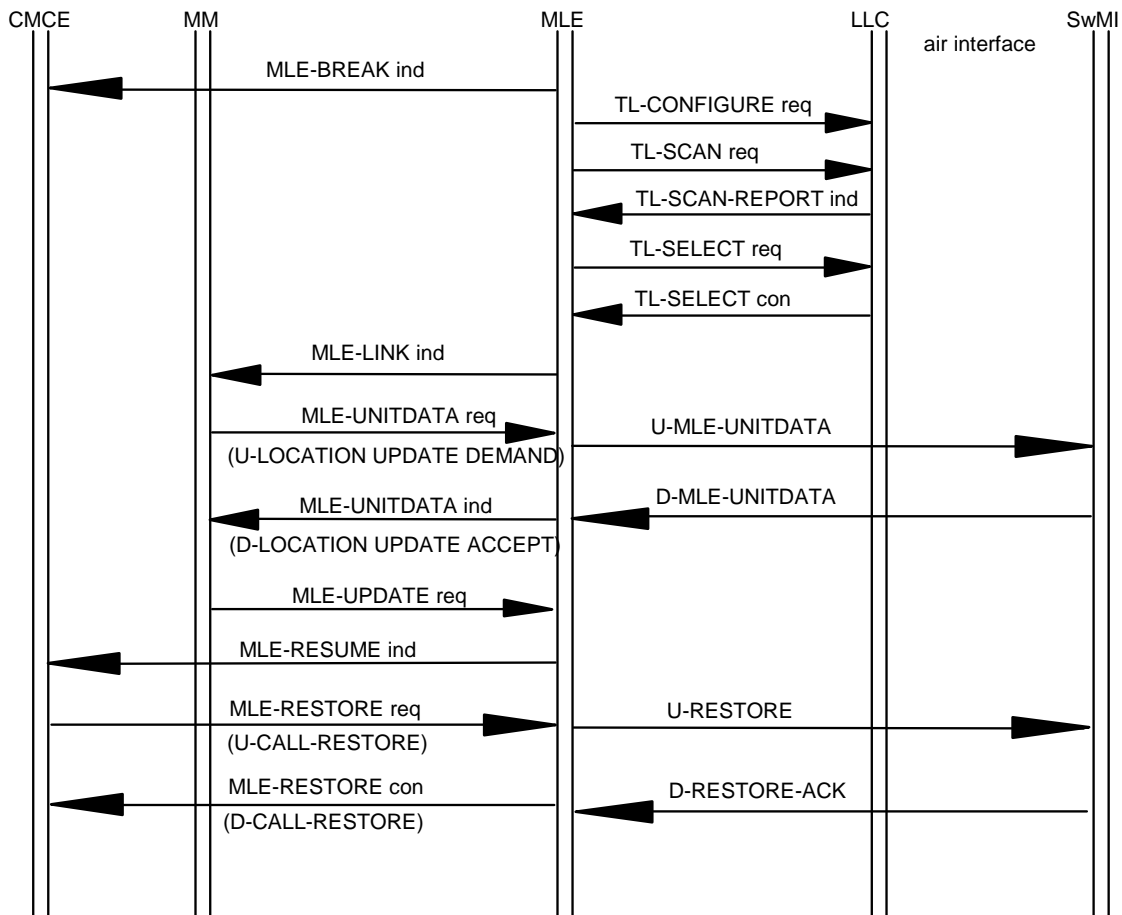 CMCE MM MLE LLC SwMI
air interface
MLE-BREAK ind
TL-CONFIGURE req
TL-SCAN req
TL-SCAN-REPORT ind
TL-SELECT req
TL-SELECT con
MLE-LINK ind
MLE-UNITDATA req
U-MLE-UNITDATA
(U-LOCATION UPDATE DEMAND)
MLE-UNITDATA ind
D-MLE-UNITDATA
(D-LOCATION UPDATE ACCEPT)
MLE-UPDATE req
MLE-RESUME ind
MLE-RESTORE req
U-RESTORE
(U-CALL-RESTORE)
MLE-RESTORE con
D-RESTORE-ACK
(D-CALL-RESTORE)